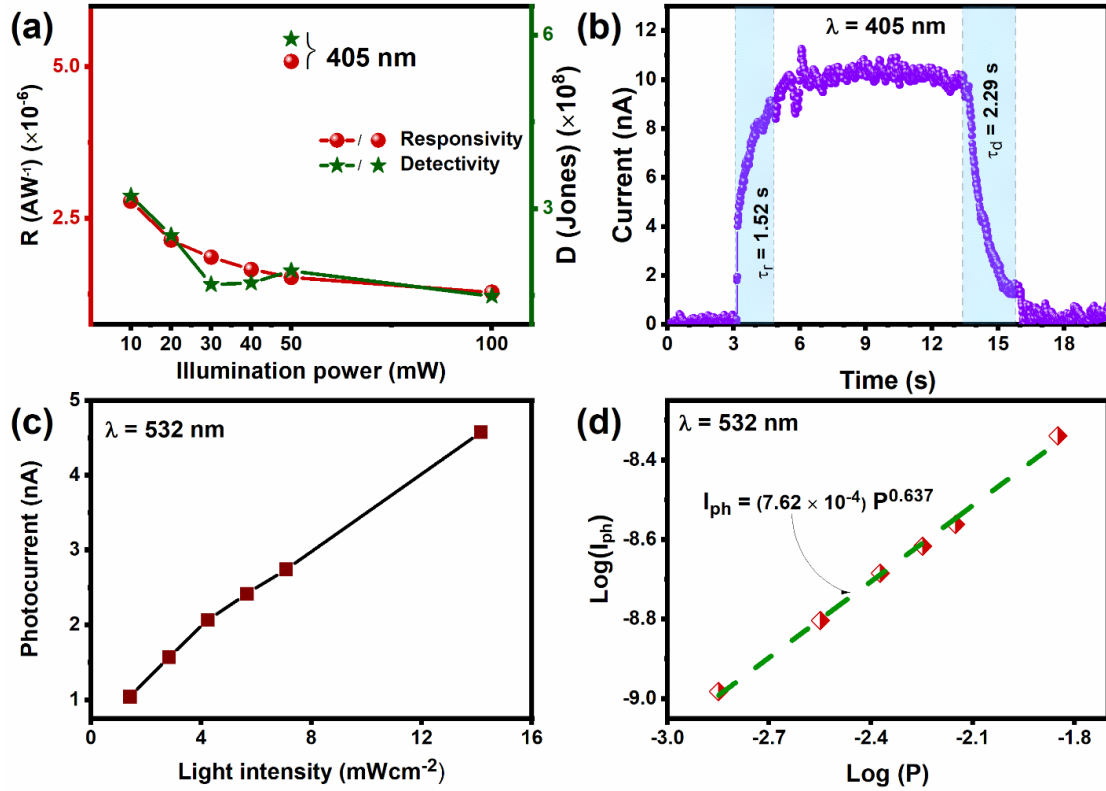 (a)
405 nm
Responsivity
Detectivity
R (AW⁻¹) (×10⁻⁶)
5.0
2.5
D (Jones) (×10⁸)
6
3
10 20 30 40 50 100
Illumination power (mW)
(b)
λ = 405 nm
τr = 1.52 s
τd = 2.29 s
Current (nA)
12
10
8
6
4
2
0
0 3 6 9 12 15 18
Time (s)
(c)
λ = 532 nm
Photocurrent (nA)
5
4
3
2
1
0 4 8 12 16
Light intensity (mWcm⁻²)
(d)
λ = 532 nm
Iph = (7.62 × 10⁻⁴) P⁰·⁶³⁷
Log(Iph)
-8.4
-8.6
-8.8
-9.0
-3.0 -2.7 -2.4 -2.1 -1.8
Log (P)